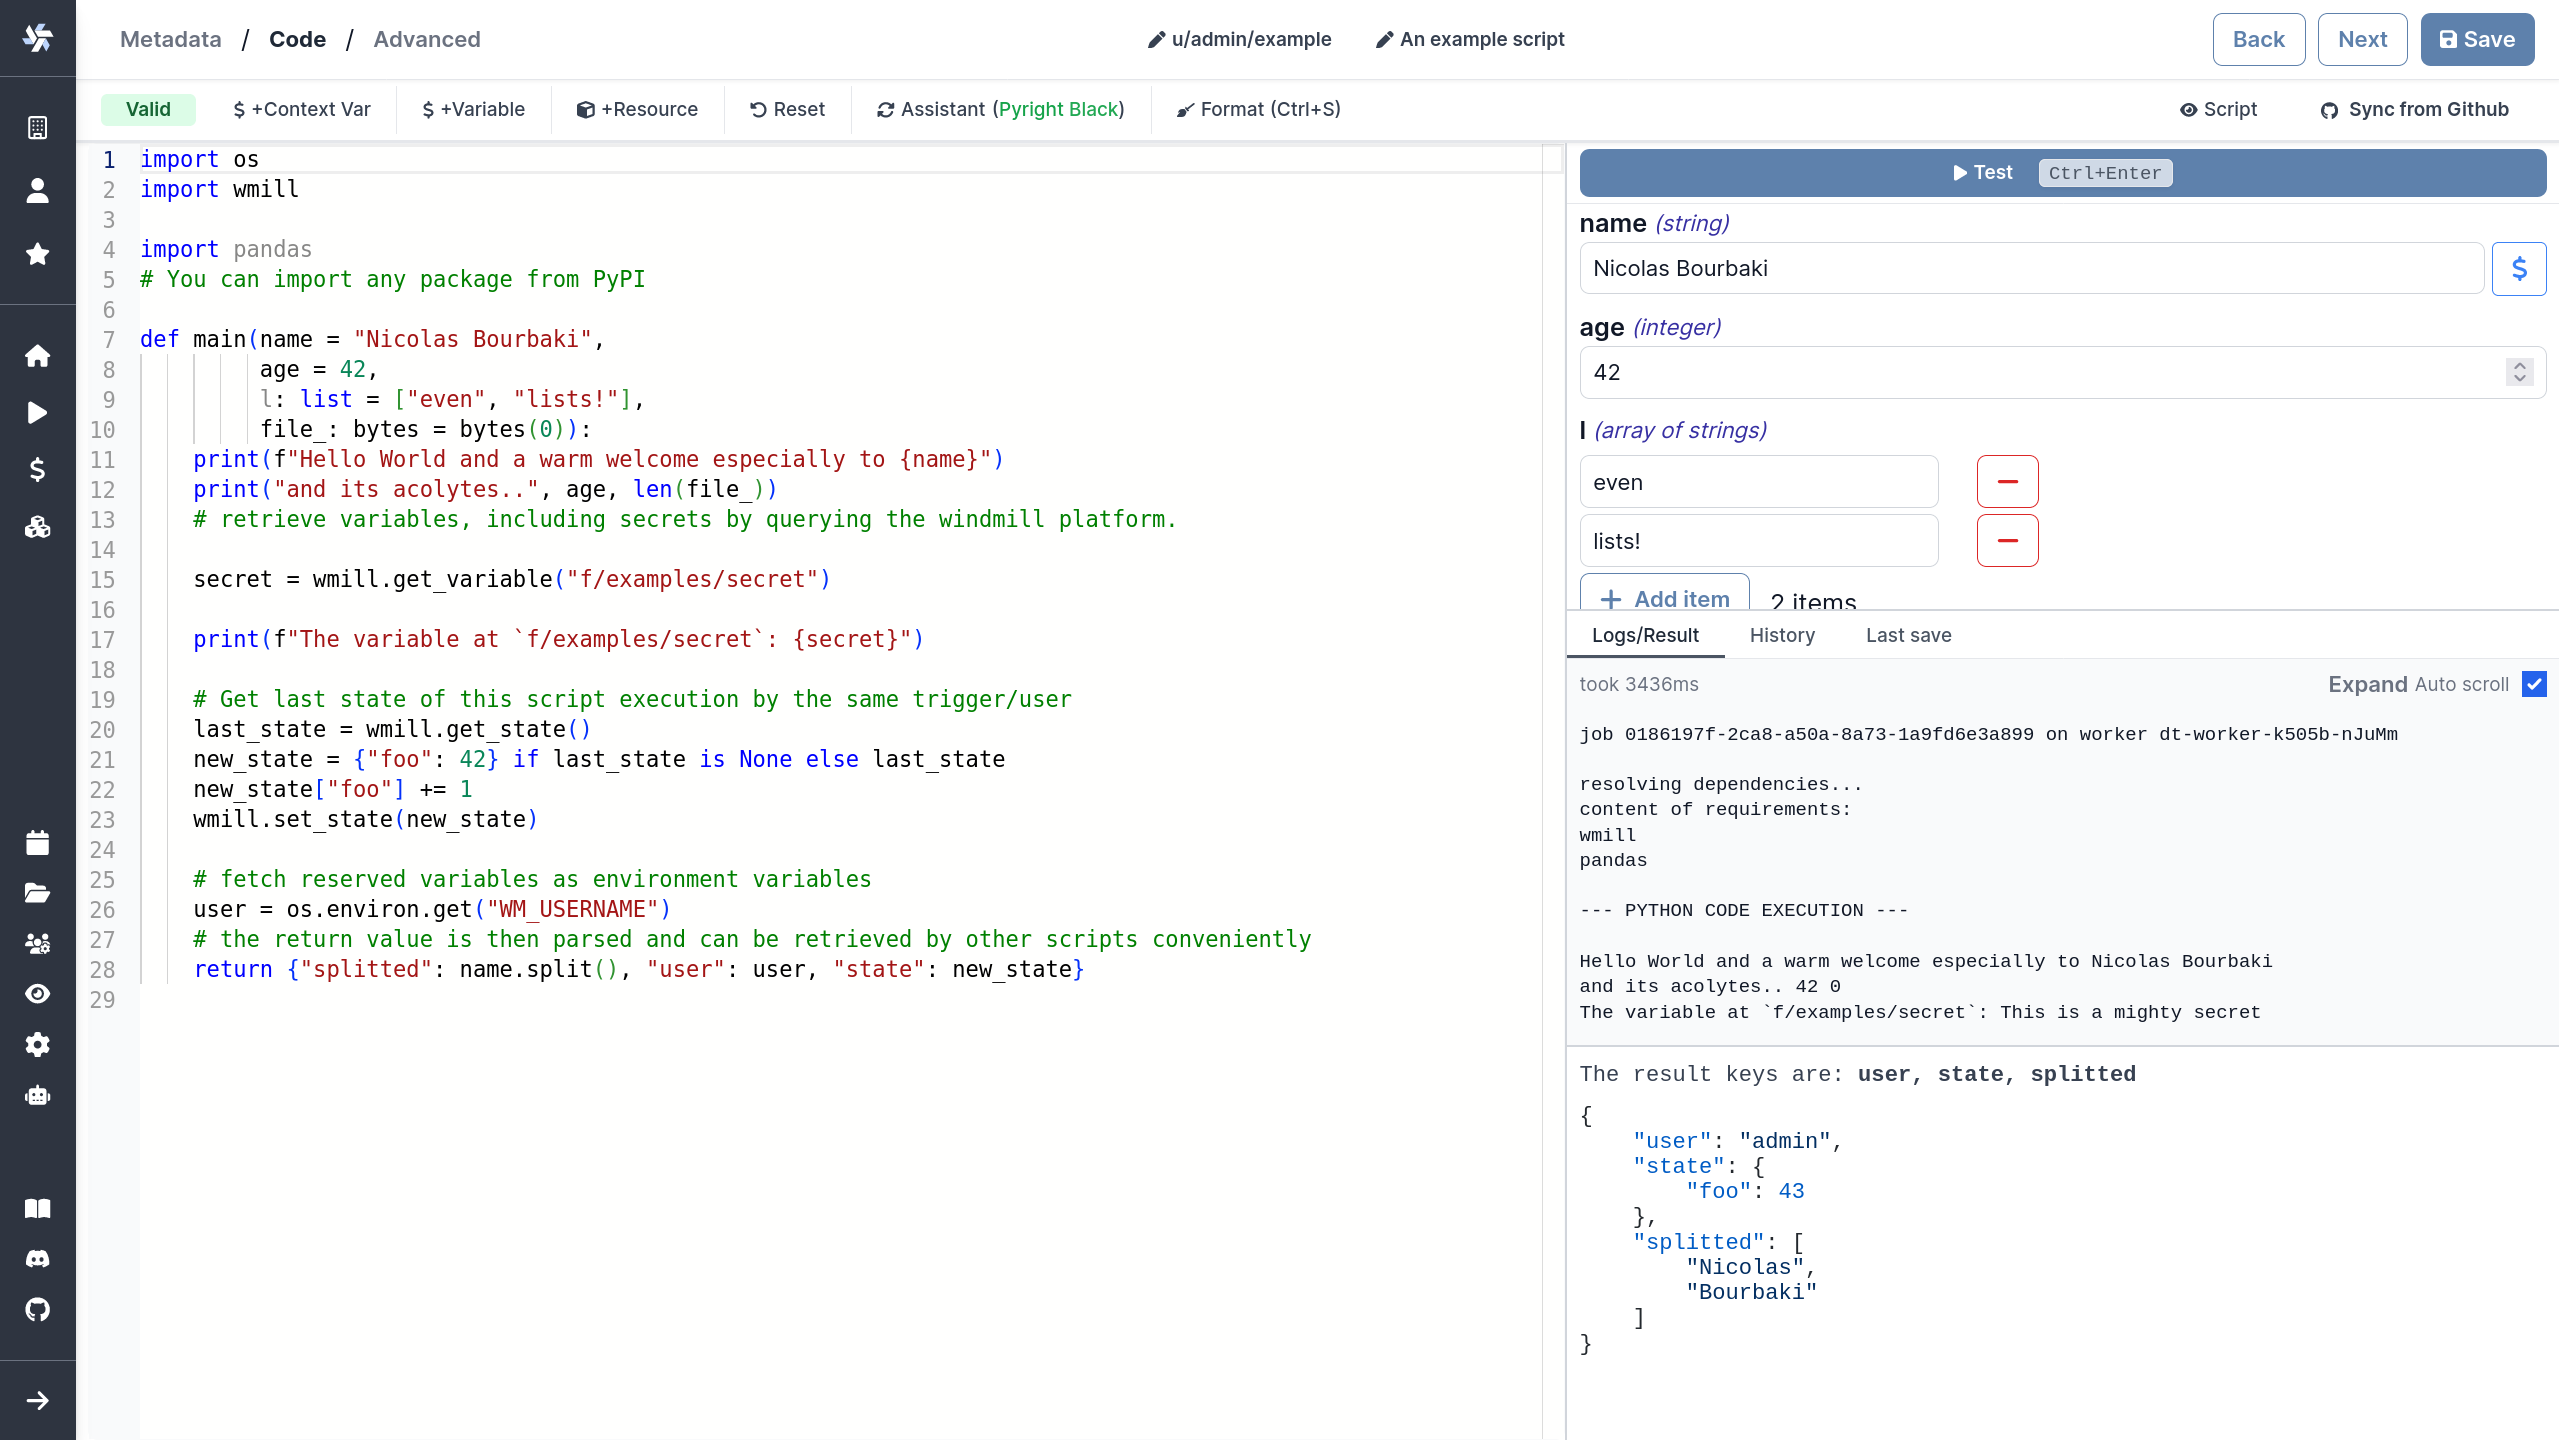 Metadata / Code / Advanced
u/admin/example
An example script
Back
Next
Save
Valid
$ +Context Var
$ +Variable
+Resource
Reset
Assistant (Pyright Black)
Format (Ctrl+S)
Script
Sync from Github
1 import os
2 import wmill
3
4 import pandas
5 # You can import any package from PyPI
6
7 def main(name = "Nicolas Bourbaki",
8 age = 42,
9 l: list = ["even", "lists!"],
10 file_: bytes = bytes(0)):
11 print(f"Hello World and a warm welcome especially to {name}")
12 print("and its acolytes..", age, len(file_))
13 # retrieve variables, including secrets by querying the windmill platform.
14
15 secret = wmill.get_variable("f/examples/secret")
16
17 print(f"The variable at `f/examples/secret`: {secret}")
18
19 # Get last state of this script execution by the same trigger/user
20 last_state = wmill.get_state()
21 new_state = {"foo": 42} if last_state is None else last_state
22 new_state["foo"] += 1
23 wmill.set_state(new_state)
24
25 # fetch reserved variables as environment variables
26 user = os.environ.get("WM_USERNAME")
27 # the return value is then parsed and can be retrieved by other scripts conveniently
28 return {"splitted": name.split(), "user": user, "state": new_state}
29
Test Ctrl+Enter
name (string)
Nicolas Bourbaki
$
age (integer)
42
l (array of strings)
even
lists!
+ Add item 2 items
Logs/Result
History
Last save
took 3436ms
Expand Auto scroll
job 0186197f-2ca8-a50a-8a73-1a9fd6e3a899 on worker dt-worker-k505b-nJuMm
resolving dependencies...
content of requirements:
wmill
pandas
--- PYTHON CODE EXECUTION ---
Hello World and a warm welcome especially to Nicolas Bourbaki
and its acolytes.. 42 0
The variable at `f/examples/secret`: This is a mighty secret
The result keys are: user, state, splitted
{
"user": "admin",
"state": {
"foo": 43
},
"splitted": [
"Nicolas",
"Bourbaki"
]
}